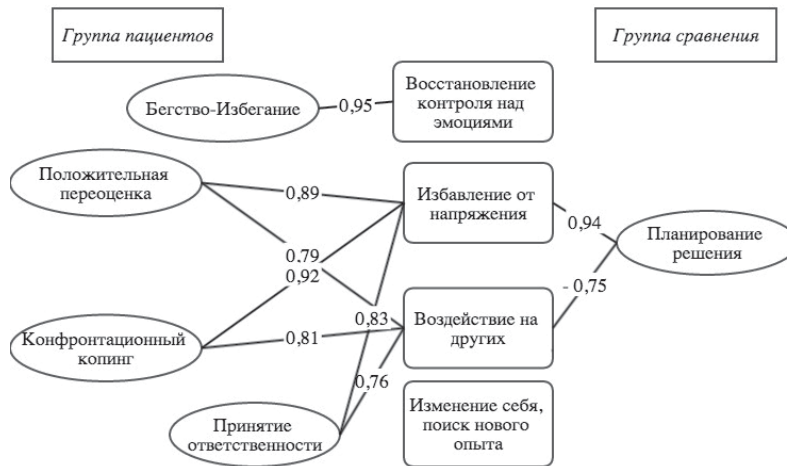 Группа пациентов
Группа сравнения
Бегство-Избегание
0,95
Восстановление
контроля над
эмоциями
Положительная
переоценка
0,89
Избавление от
напряжения
0,94
Планирование
решения
0,79
0,92
- 0,75
Конфронтационный
копинг
0,81
0,83
Воздействие на
других
0,76
Принятие
ответственности
Изменение себя,
поиск нового
опыта